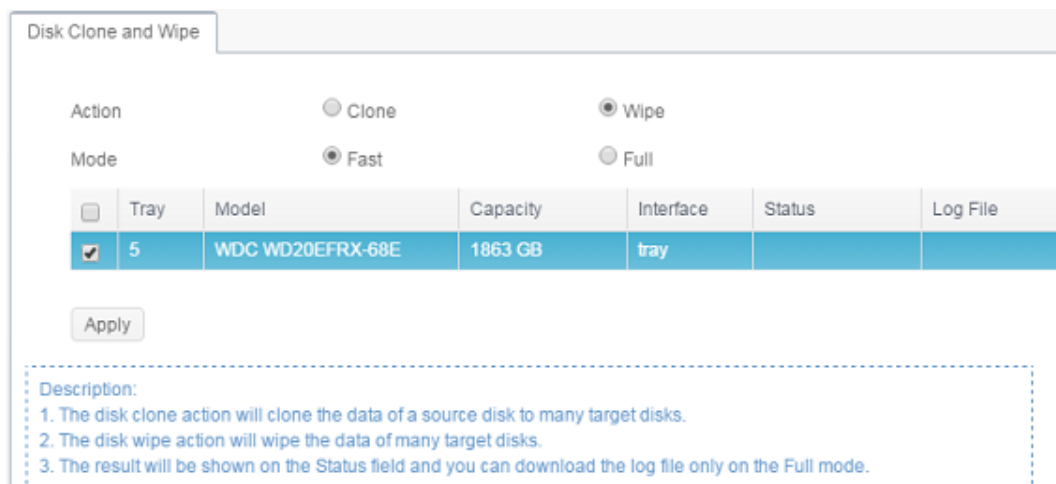 Disk Clone and Wipe
Action Clone Wipe
Mode Fast Full
Tray Model Capacity Interface Status Log File
5 WDC WD20EFRX-68E 1863 GB tray
Apply
Description:
1. The disk clone action will clone the data of a source disk to many target disks.
2. The disk wipe action will wipe the data of many target disks.
3. The result will be shown on the Status field and you can download the log file only on the Full mode.